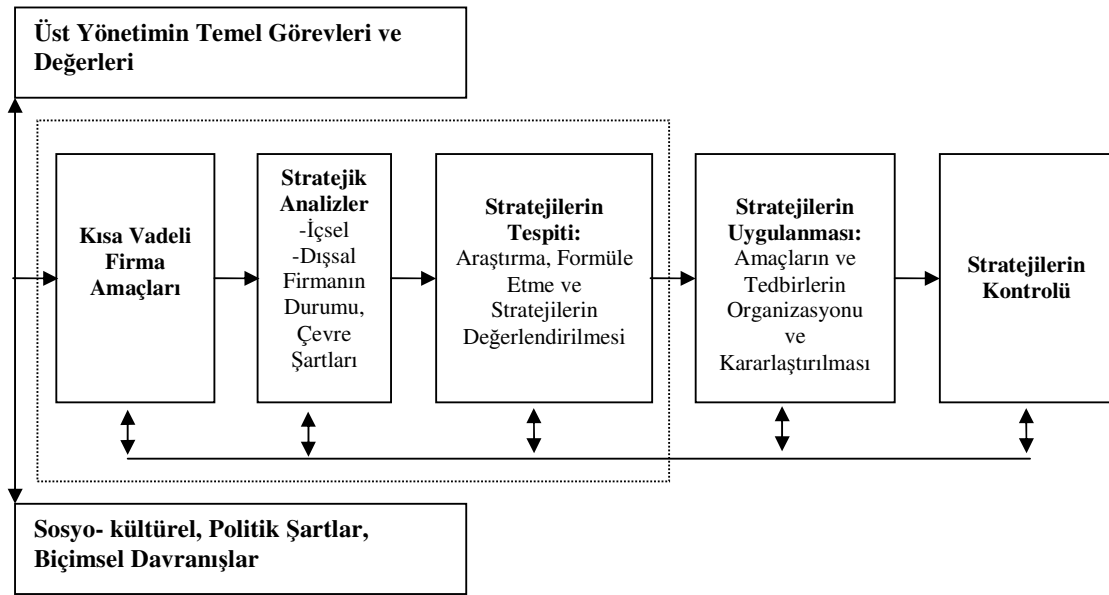 Üst Yönetimin Temel Görevleri ve
Değerleri
Kısa Vadeli
Firma
Amaçları
Stratejik
Analizler
-İçsel
-Dışsal
Firmanın
Durumu,
Çevre
Şartları
Stratejilerin
Tespiti:
Araştırma, Formüle
Etme ve
Stratejilerin
Değerlendirilmesi
Stratejilerin
Uygulanması:
Amaçların ve
Tedbirlerin
Organizasyonu
ve
Kararlaştırılması
Stratejilerin
Kontrolü
Sosyo- kültürel, Politik Şartlar,
Biçimsel Davranışlar